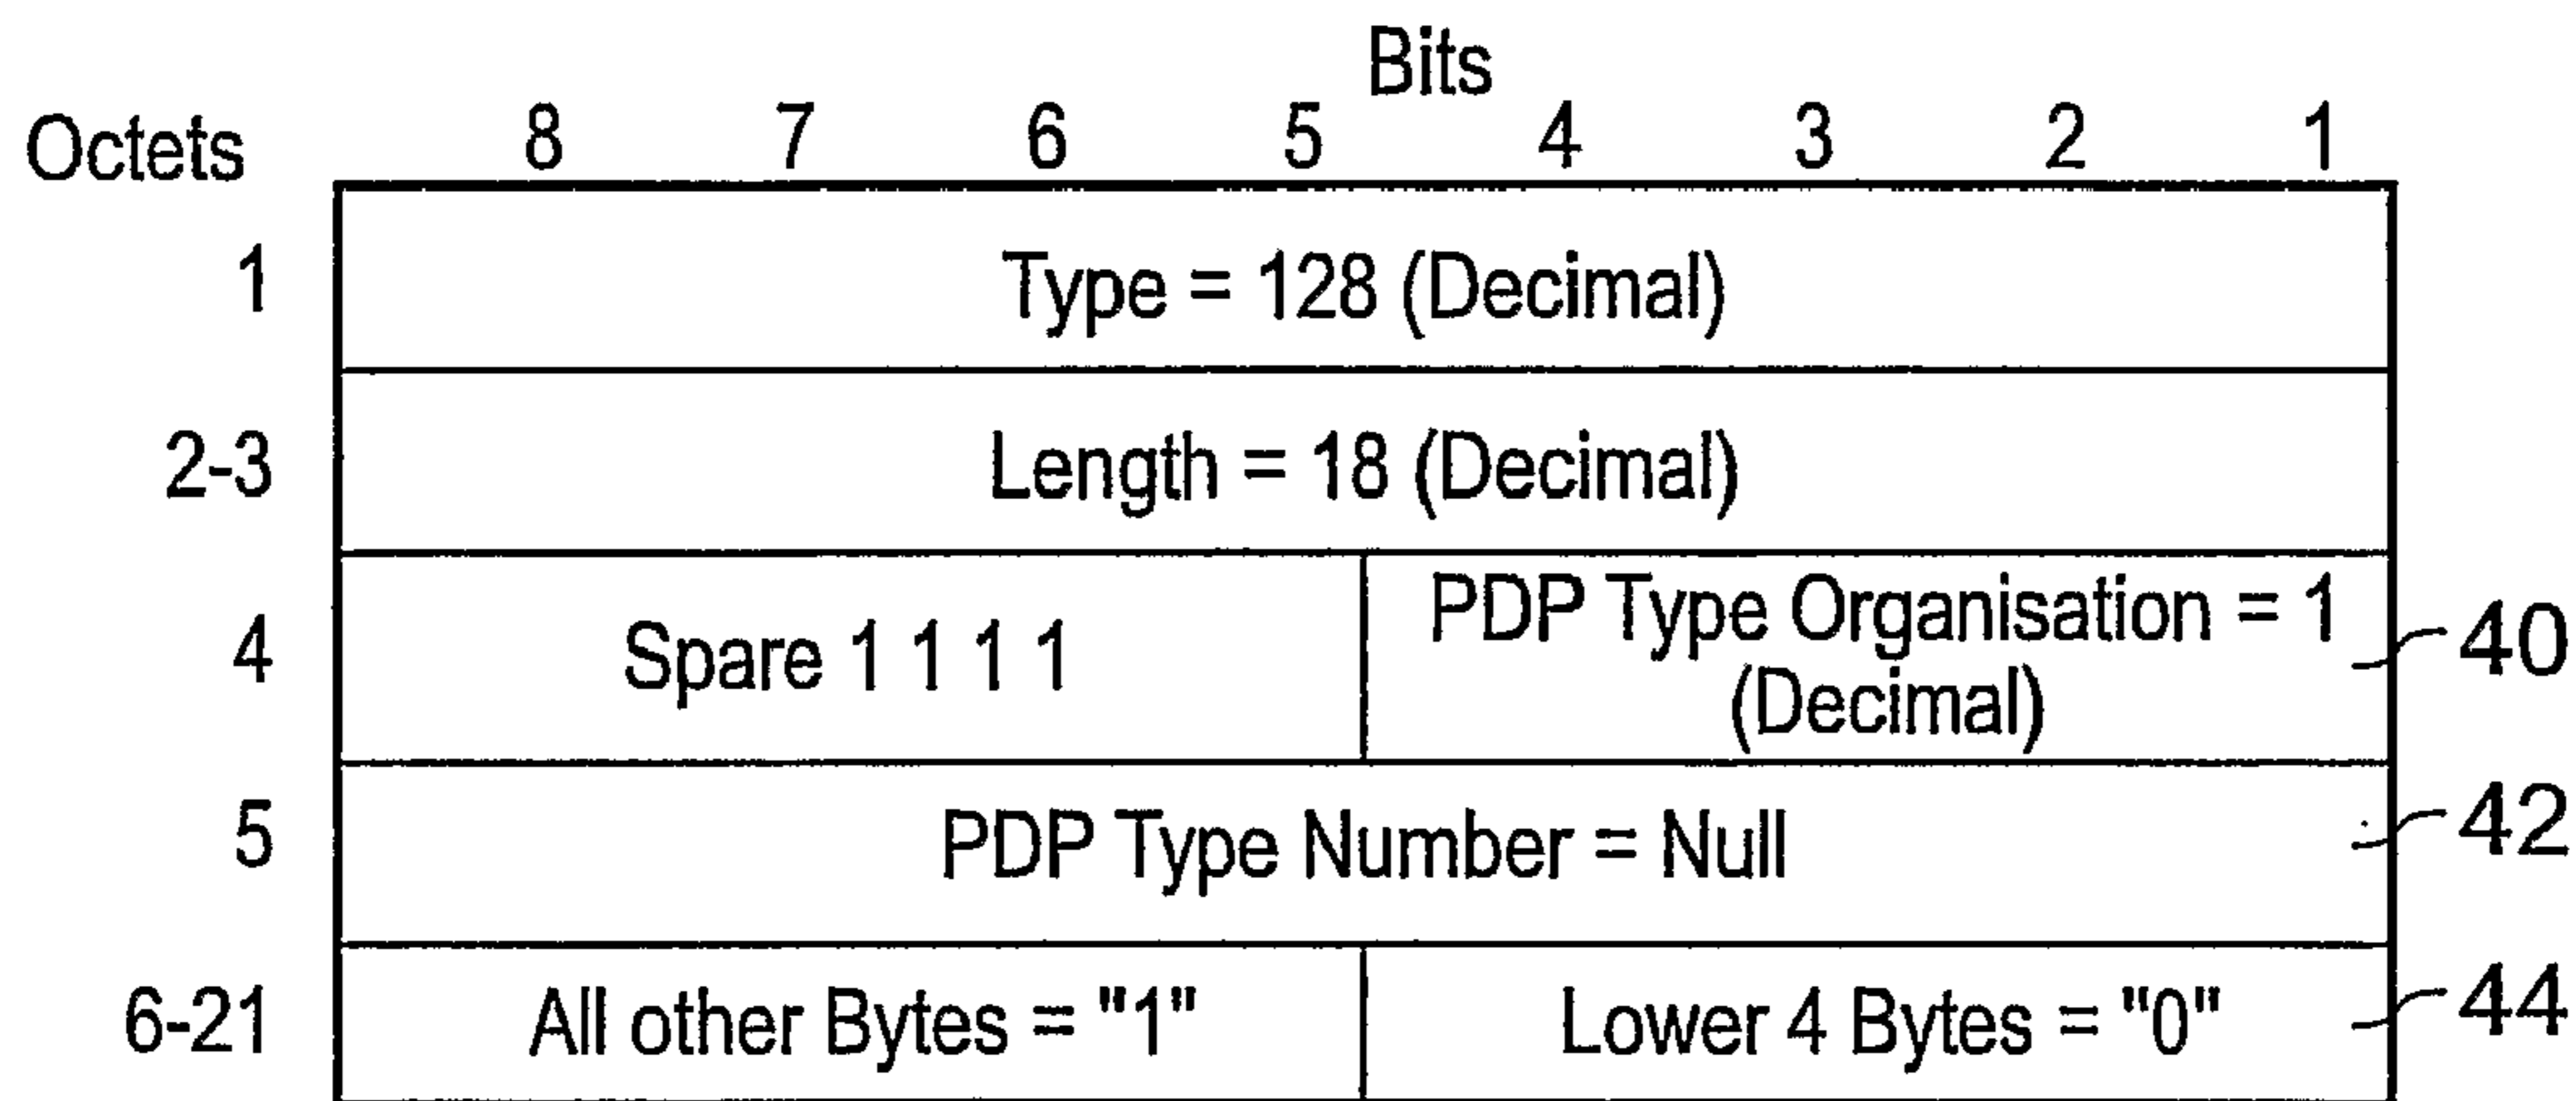 Bits
Octets 8 7 6 5 4 3 2 1
1 Type = 128 (Decimal)
2-3 Length = 18 (Decimal)
4 Spare 1 1 1 1 PDP Type Organisation = 1 (Decimal) 40
5 PDP Type Number = Null 42
6-21 All other Bytes = "1" Lower 4 Bytes = "0" 44